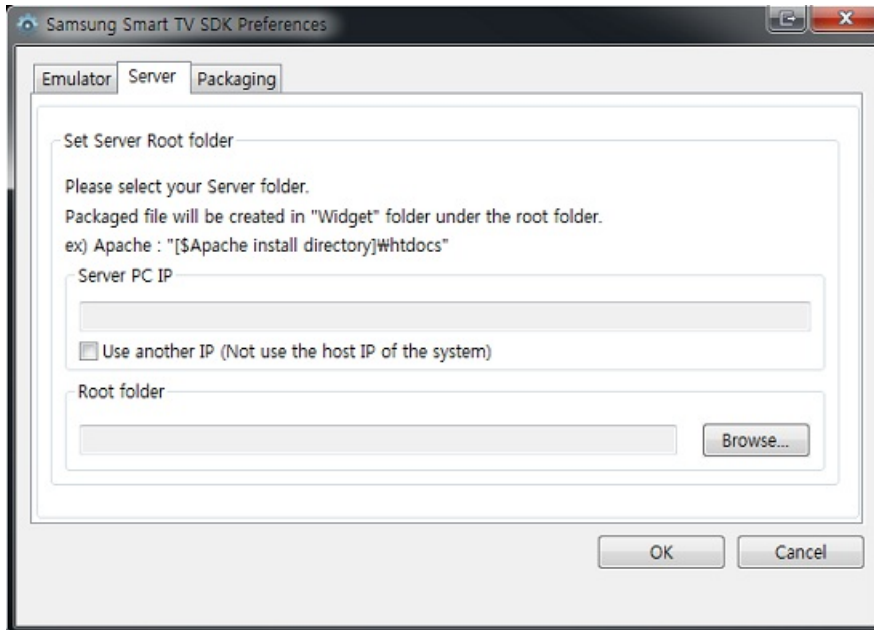 Samsung Smart TV SDK Preferences
Emulator Server Packaging
Set Server Root folder
Please select your Server folder.
Packaged file will be created in "Widget" folder under the root folder.
ex) Apache : "[$Apache install directory]₩htdocs"
Server PC IP
Use another IP (Not use the host IP of the system)
Root folder
Browse...
OK Cancel